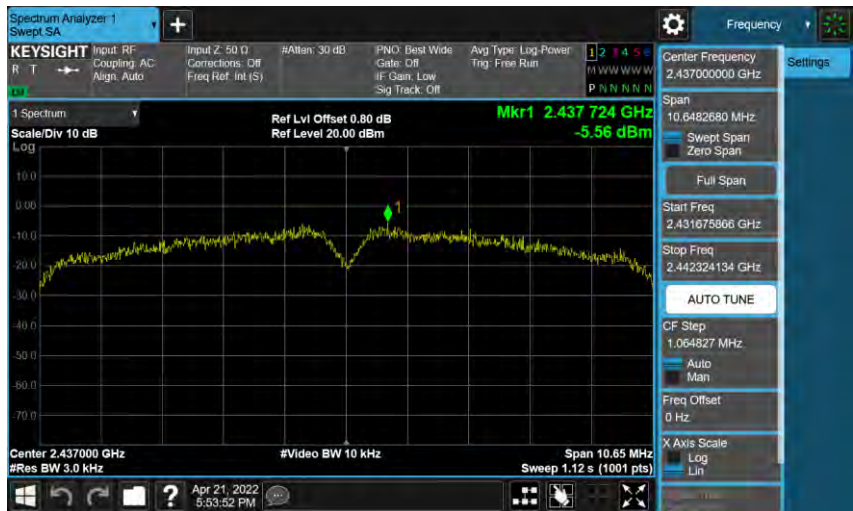 Spectrum Analyzer 1
Swept SA
+
Frequency
Settings
KEYSIGHT
R T
Input: RF
Coupling: AC
Align: Auto
Input Z: 50 Ω
Corrections: Off
Freq Ref: Int (S)
#Atten: 30 dB
PNO: Best Wide
Gate: Off
IF Gain: Low
Sig Track: Off
Avg Type: Log-Power
Trig: Free Run
1 2 3 4 5 6
M W W W W W
P N N N N N
1 Spectrum
Scale/Div 10 dB
Ref Lvl Offset 0.80 dB
Ref Level 20.00 dBm
Mkr1 2.437 724 GHz
-5.56 dBm
Log
10.0
0.00
-10.0
-20.0
-30.0
-40.0
-50.0
-60.0
-70.0
1
Center 2.437000 GHz
#Res BW 3.0 kHz
#Video BW 10 kHz
Span 10.65 MHz
Sweep 1.12 s (1001 pts)
Center Frequency
2.437000000 GHz
Span
10.6482680 MHz
Swept Span
Zero Span
Full Span
Start Freq
2.431675866 GHz
Stop Freq
2.442324134 GHz
AUTO TUNE
CF Step
1.064827 MHz
Auto
Man
Freq Offset
0 Hz
X Axis Scale
Log
Lin
Apr 21, 2022
5:53:52 PM